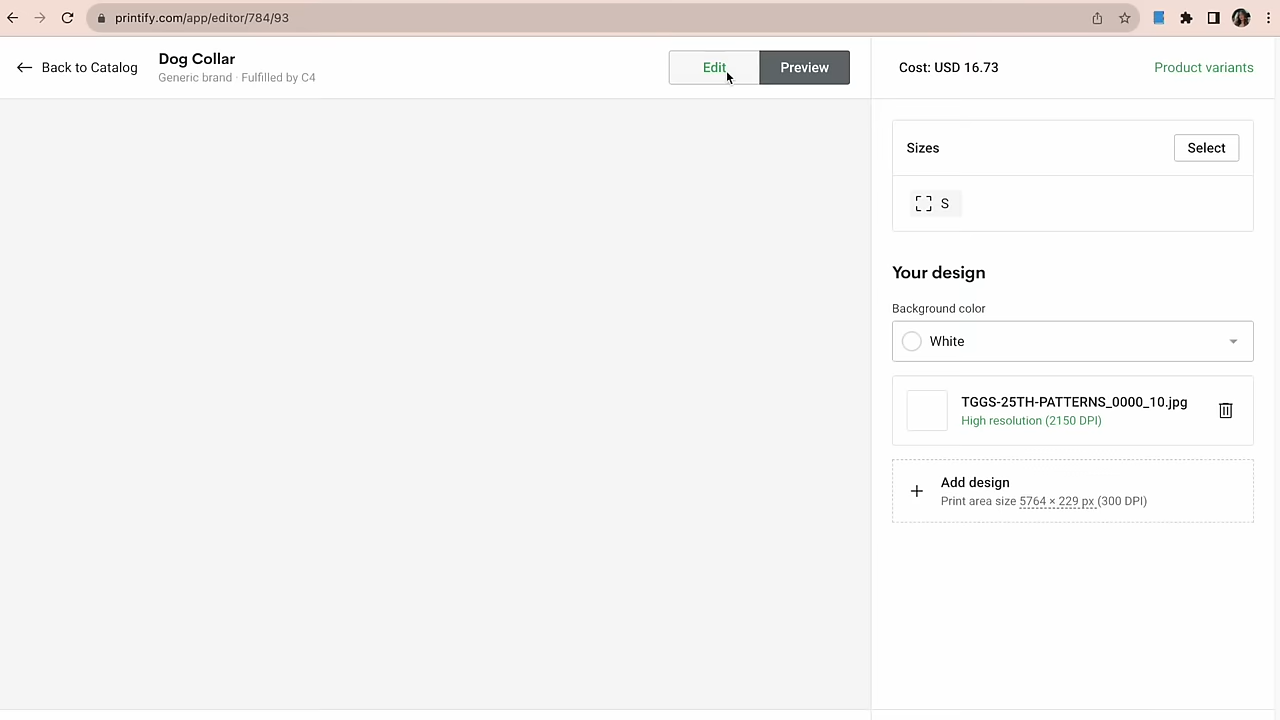 printify.com/app/editor/784/93
Back to Catalog
Dog Collar
Generic brand · Fulfilled by C4
Edit
Preview
Cost: USD 16.73
Product variants
Sizes
Select
S
Your design
Background color
White
TGGS-25TH-PATTERNS_0000_10.jpg
High resolution (2150 DPI)
Add design
Print area size 5764 × 229 px (300 DPI)